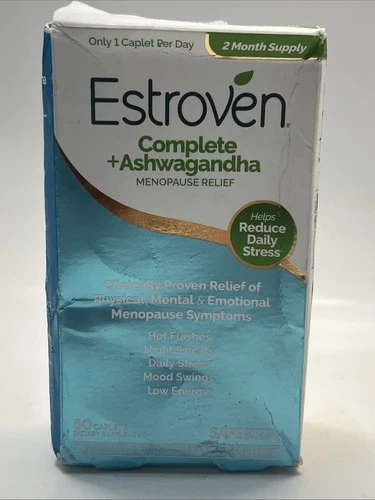 Only 1 Caplet Per Day
2 Month Supply
Estroven
Complete
+Ashwagandha
MENOPAUSE RELIEF
Helps
Reduce
Daily
Stress
Clinically Proven Relief of
Physical, Mental & Emotional
Menopause Symptoms
Hot Flashes
Night Sweats
Daily Stress
Mood Swings
Low Energy
60 CAPLETS
DIETARY SUPPLEMENT